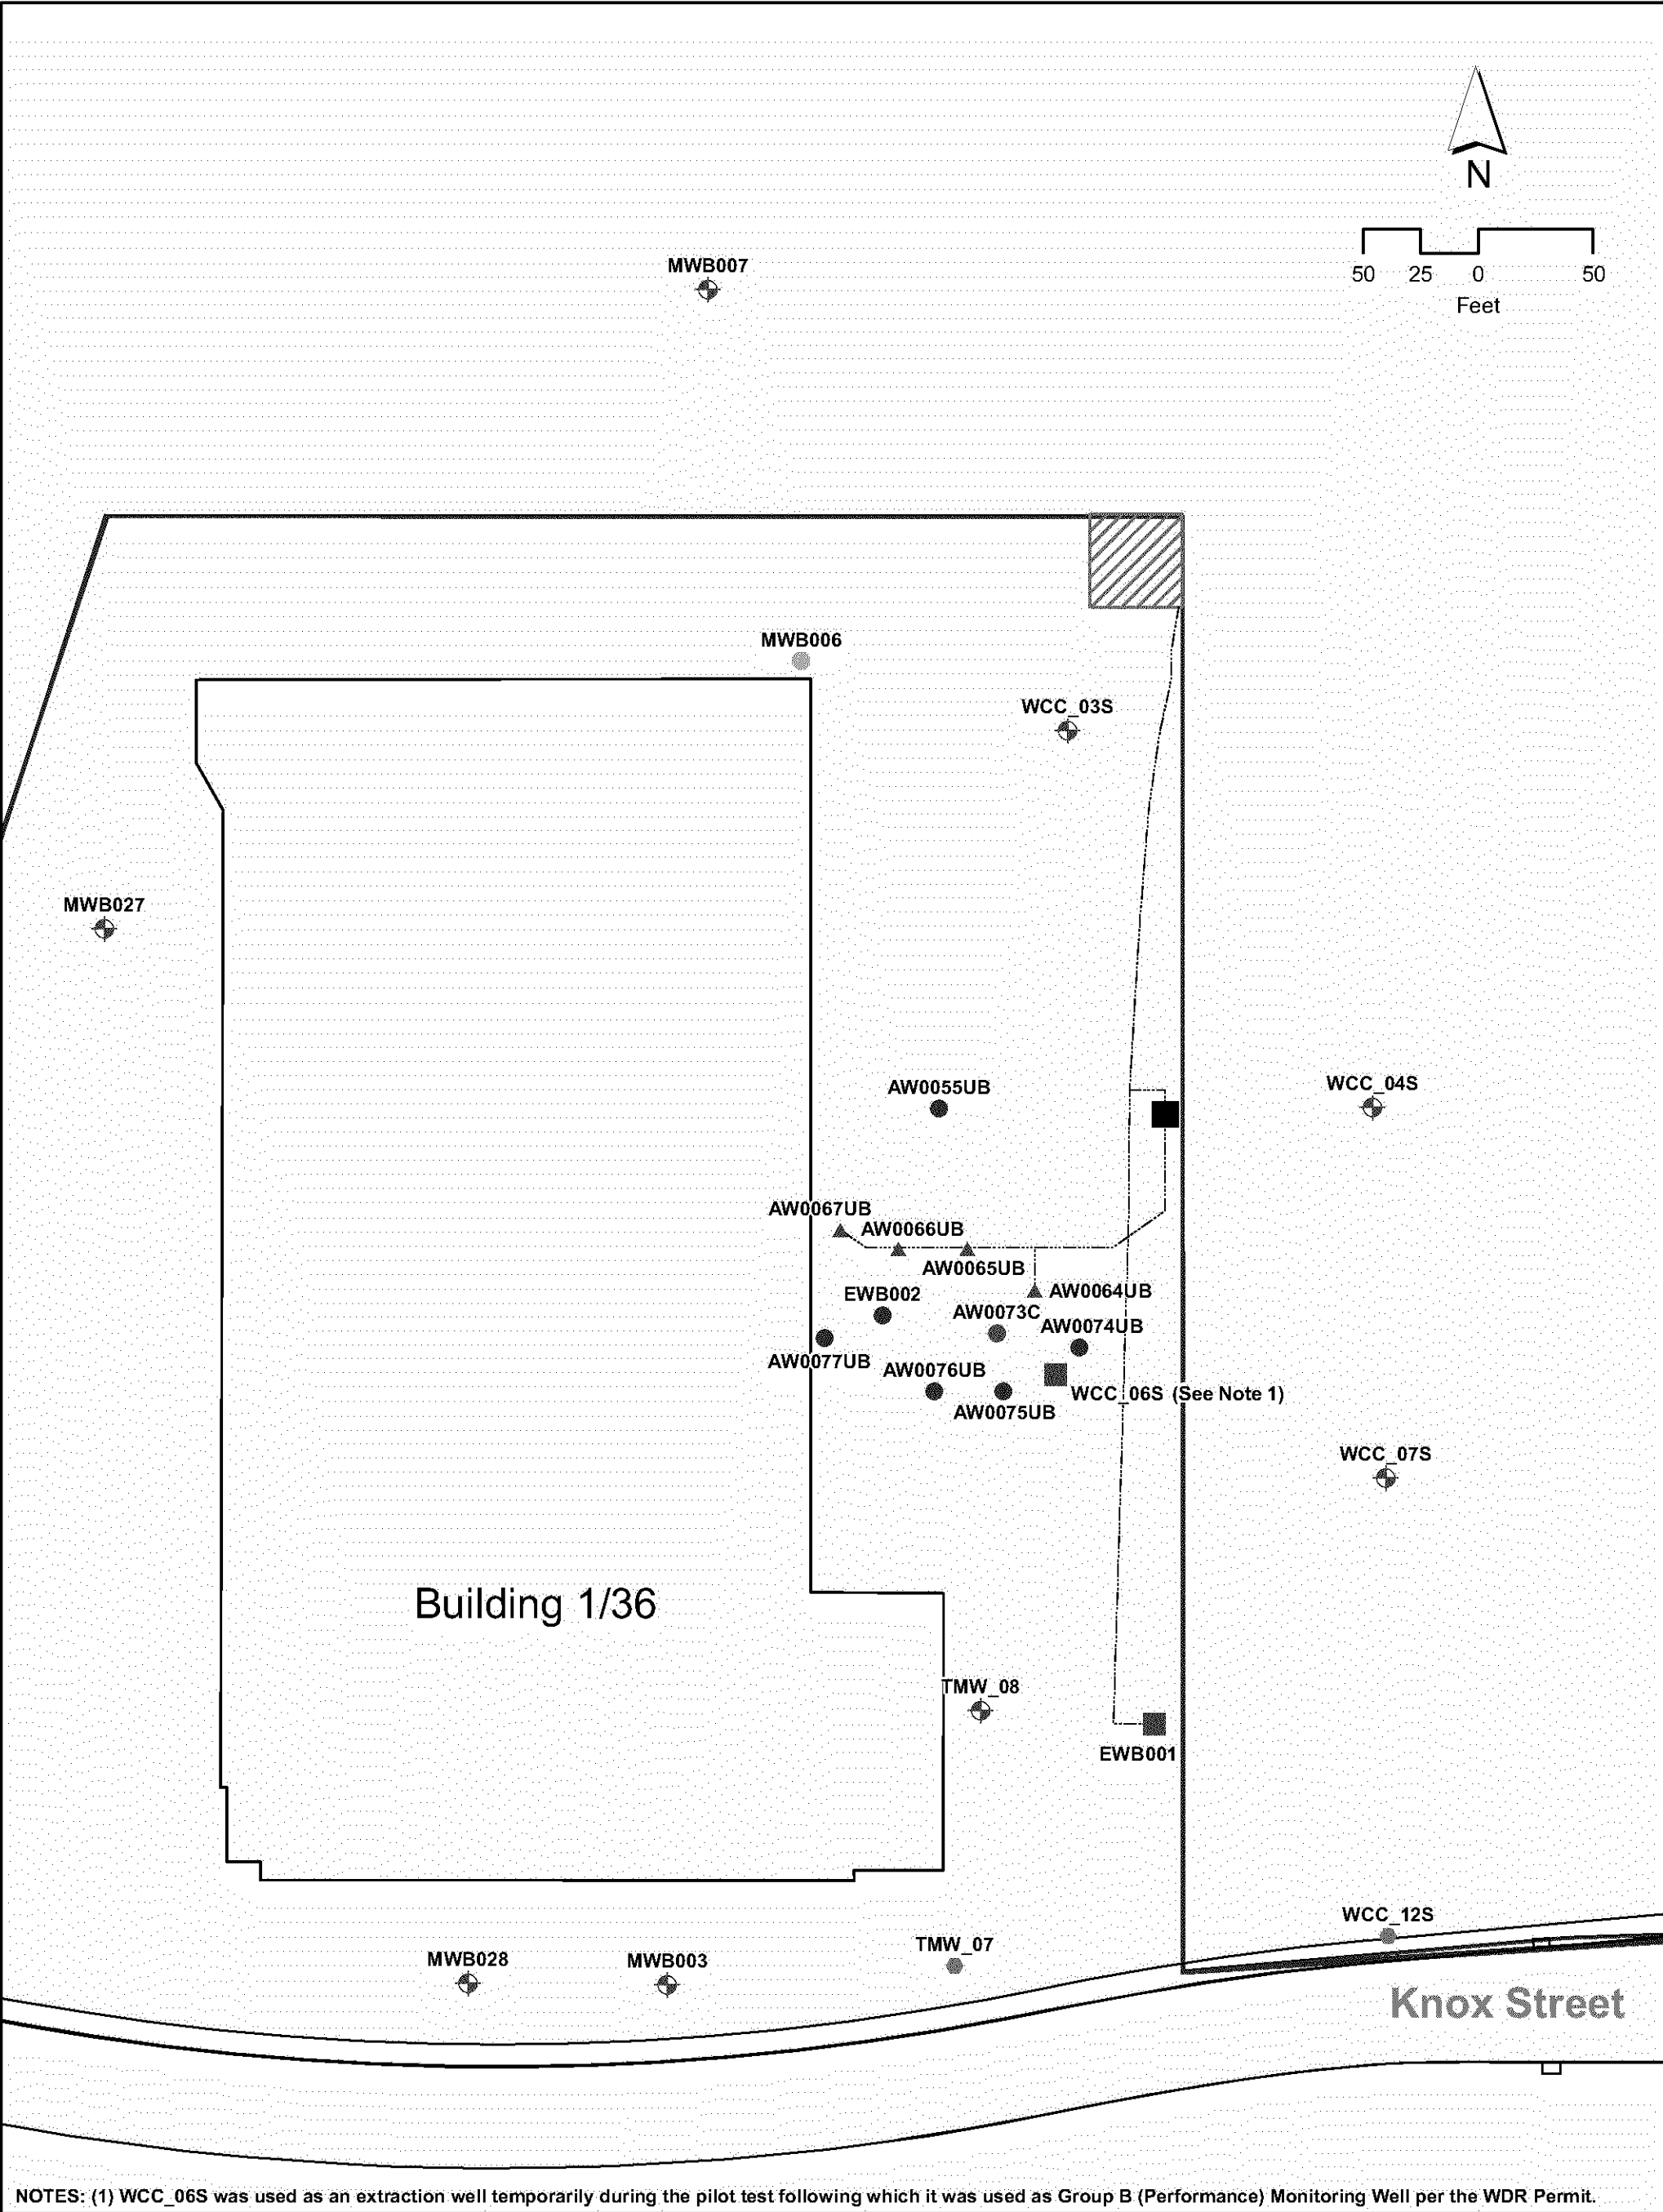 N
50 25 0 50
Feet
MWB007
MWB006
WCC_03S
MWB027
AW0055UB
WCC_04S
AW0067UB
AW0066UB
AW0065UB
AW0064UB
EWB002
AW0073C
AW0074UB
AW0077UB
AW0076UB
WCC_06S (See Note 1)
AW0075UB
WCC_07S
Building 1/36
TMW_08
EWB001
WCC_12S
TMW_07
MWB028
MWB003
Knox Street
NOTES: (1) WCC_06S was used as an extraction well temporarily during the pilot test following which it was used as Group B (Performance) Monitoring Well per the WDR Permit.